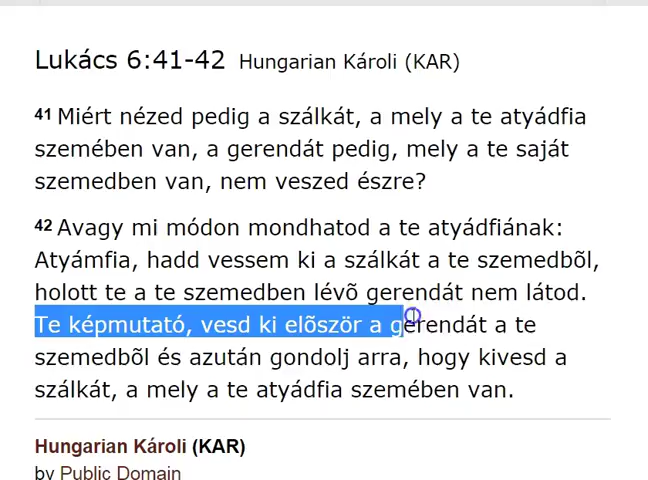 Lukács 6:41-42 Hungarian Károli (KAR)
41 Miért nézed pedig a szálkát, a mely a te atyádfia
szemében van, a gerendát pedig, mely a te saját
szemedben van, nem veszed észre?
42 Avagy mi módon mondhatod a te atyádfiának:
Atyámfia, hadd vessem ki a szálkát a te szemedbõl,
holott te a te szemedben lévõ gerendát nem látod.
Te képmutató, vesd ki elõször a gerendát a te
szemedbõl és azután gondolj arra, hogy kivesd a
szálkát, a mely a te atyádfia szemében van.
Hungarian Károli (KAR)
by Public Domain